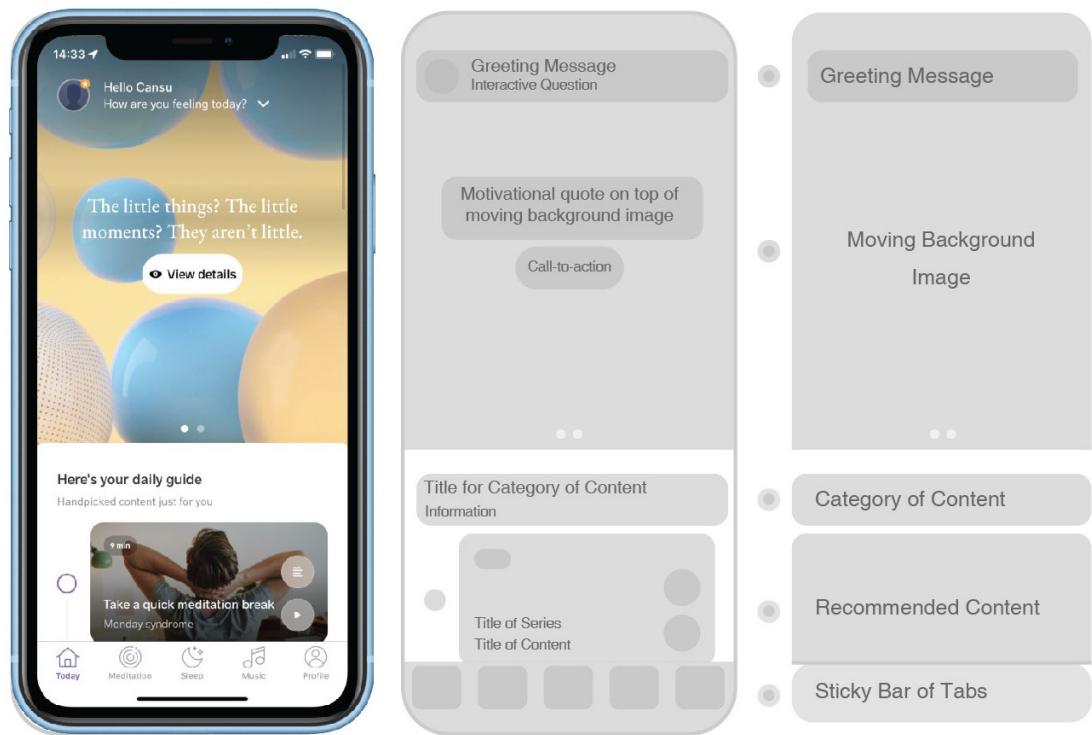 14:33
Hello Cansu
How are you feeling today?
The little things? The little
moments? They aren't little.
View details
Here's your daily guide
Handpicked content just for you
9 min
Take a quick meditation break
Monday syndrome
Today
Meditation
Sleep
Music
Profile
Greeting Message
Interactive Question
Motivational quote on top of
moving background image
Call-to-action
Title for Category of Content
Information
Title of Series
Title of Content
Greeting Message
Moving Background
Image
Category of Content
Recommended Content
Sticky Bar of Tabs